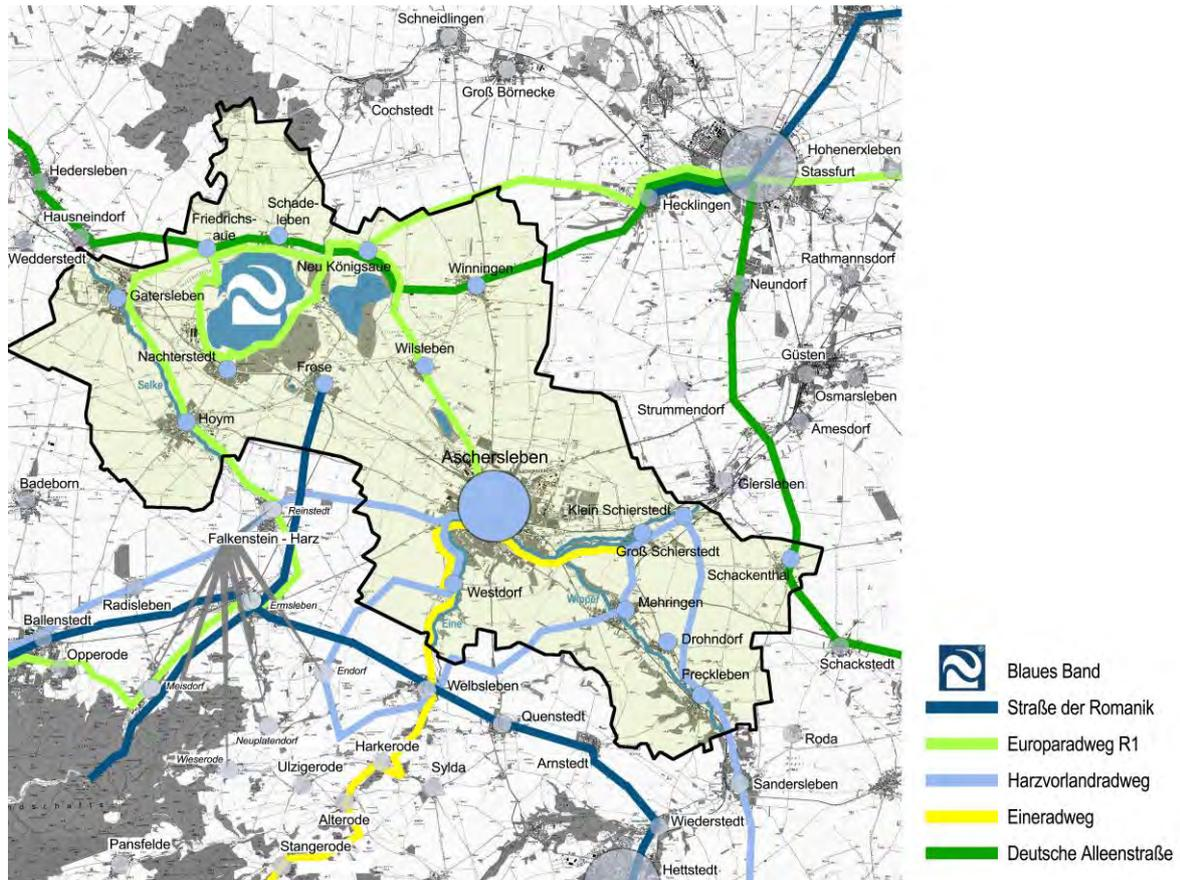 Schneidlingen
Groß Börnecke
Cochstedt
Hohenerxleben
Stassfurt
Hedersleben
Hecklingen
Hausneindorf
Schade-
leben
Friedrichs-
aue
Wedderstedt
Neu Königsaue
Winningen
Rathmannsdorf
Neundorf
Gatersleben
Nachterstedt
Wilsleben
Güsten
Frose
Selke
Osmarsleben
Strummendorf
Hoym
Amesdorf
Aschersleben
Giersleben
Badeborn
Reinstedt
Klein Schierstedt
Falkenstein - Harz
Groß Schierstedt
Schackenthal
Radisleben
Ermsleben
Westdorf
Wipper
Mehringen
Ballenstedt
Eine
Drohndorf
Opperode
Schackstedt
Meisdorf
Endorf
Freckleben
Welbsleben
Quenstedt
Neuplatendorf
Roda
Harkerode
Wieserode
Ulzigerode
Sylda
Arnstedt
Sandersleben
Alterode
Wiederstedt
Pansfelde
Stangerode
Hettstedt
Blaues Band
Straße der Romanik
Europaradweg R1
Harzvorlandradweg
Eineradweg
Deutsche Alleenstraße